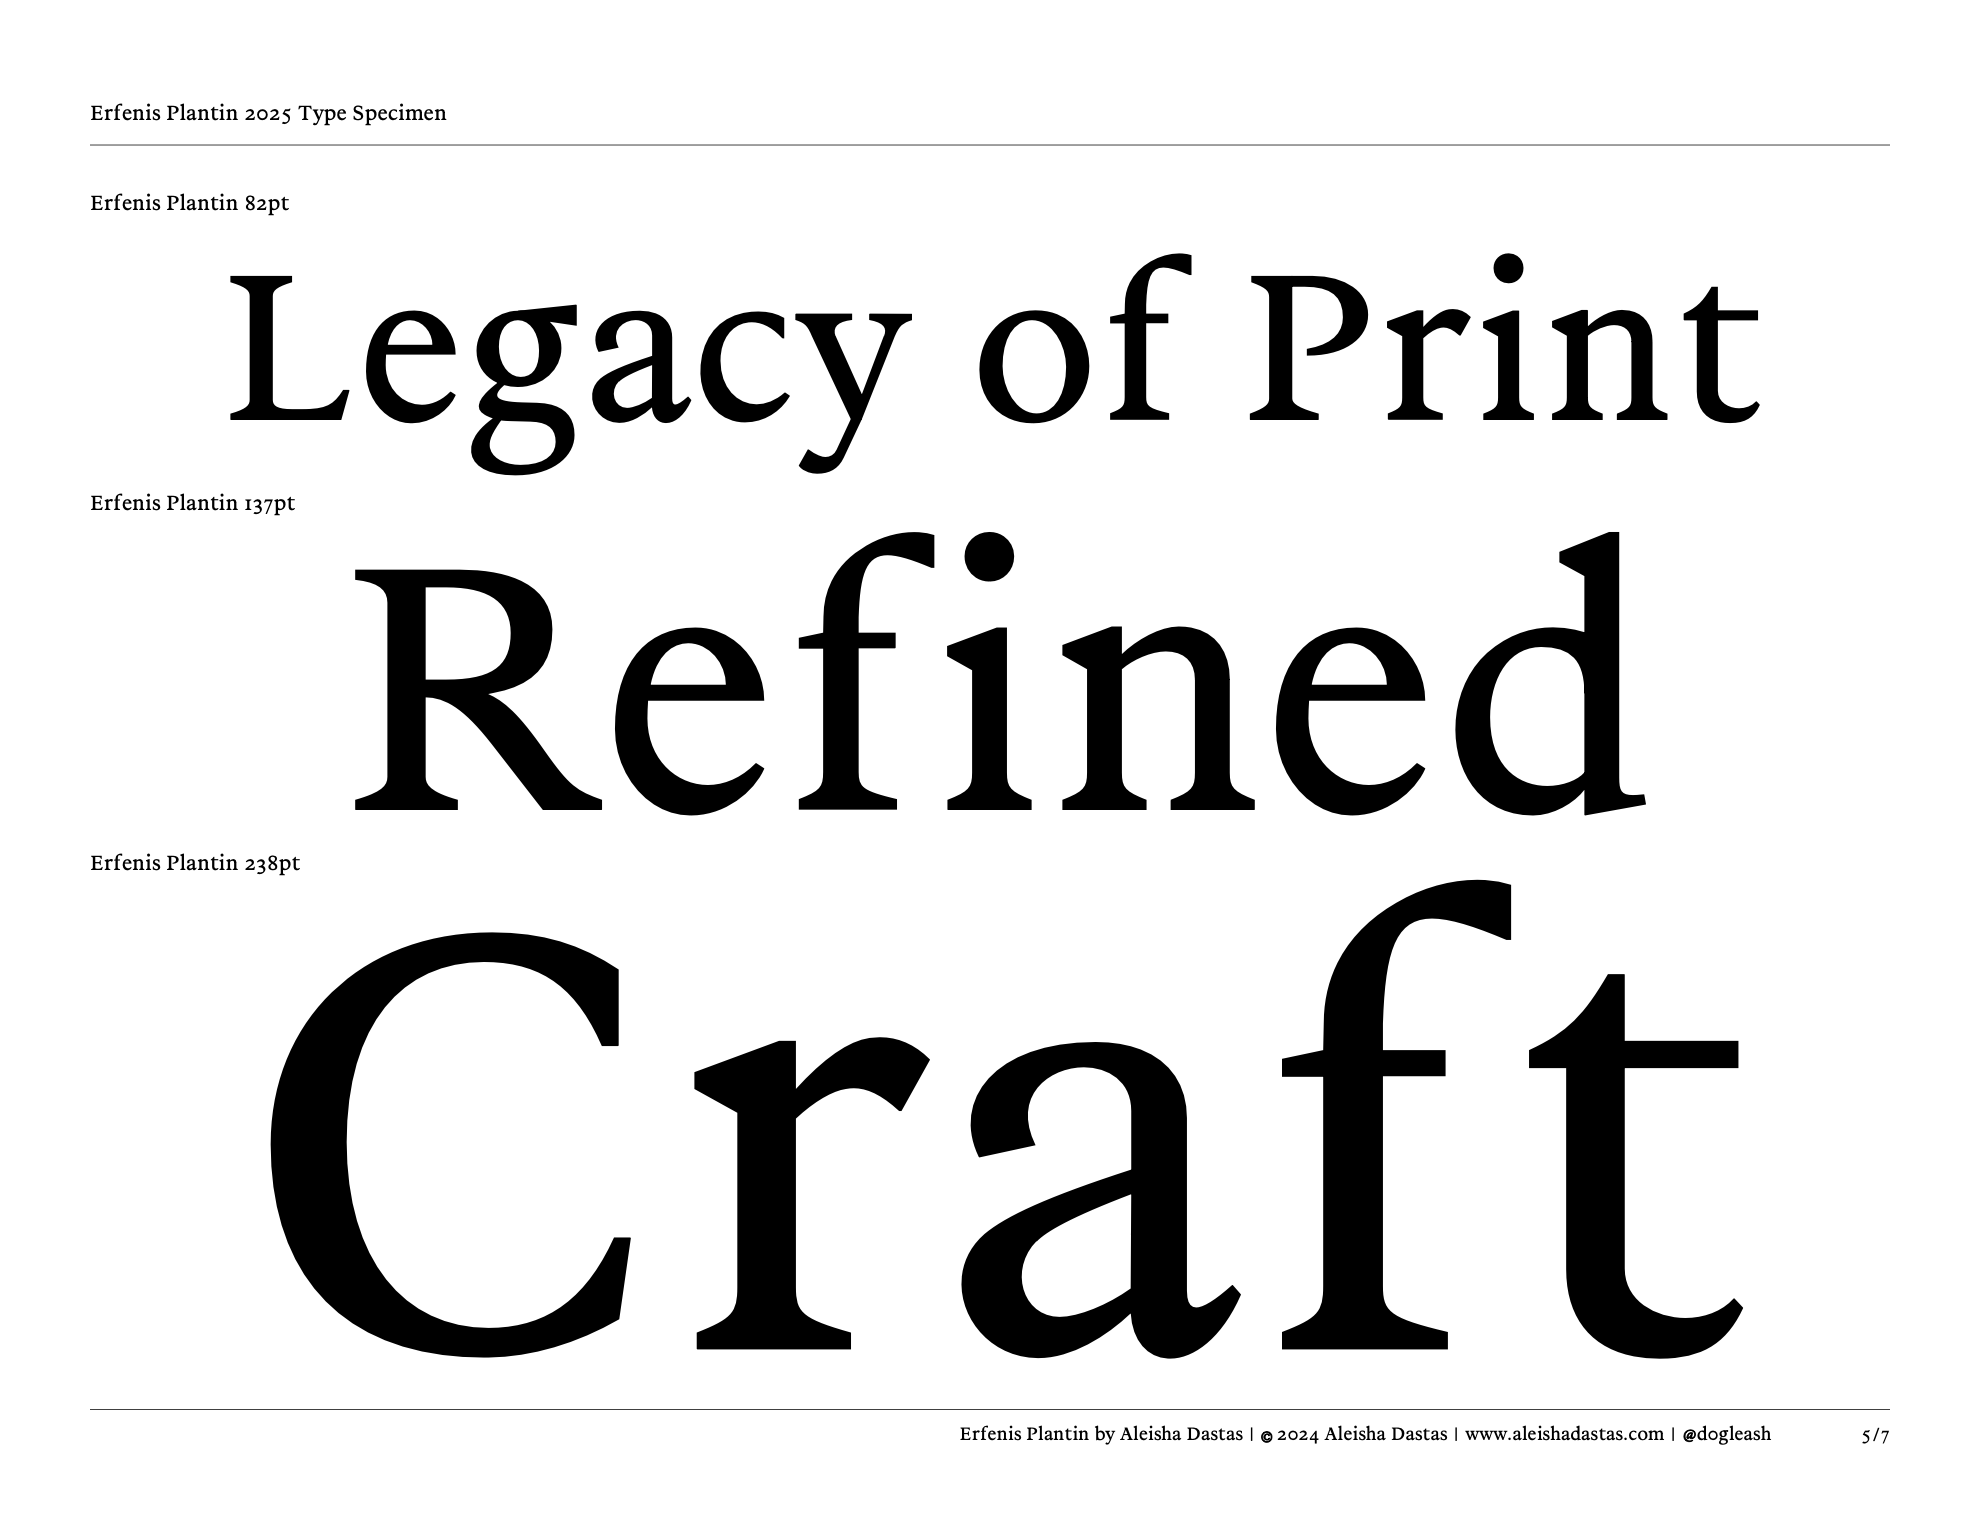 Erfenis Plantin 2025 Type Specimen
Erfenis Plantin 82pt
Legacy of Print
Erfenis Plantin 137pt
Refined
Erfenis Plantin 238pt
Craft
Erfenis Plantin by Aleisha Dastas | © 2024 Aleisha Dastas | www.aleishadastas.com | @dogleash 5/7